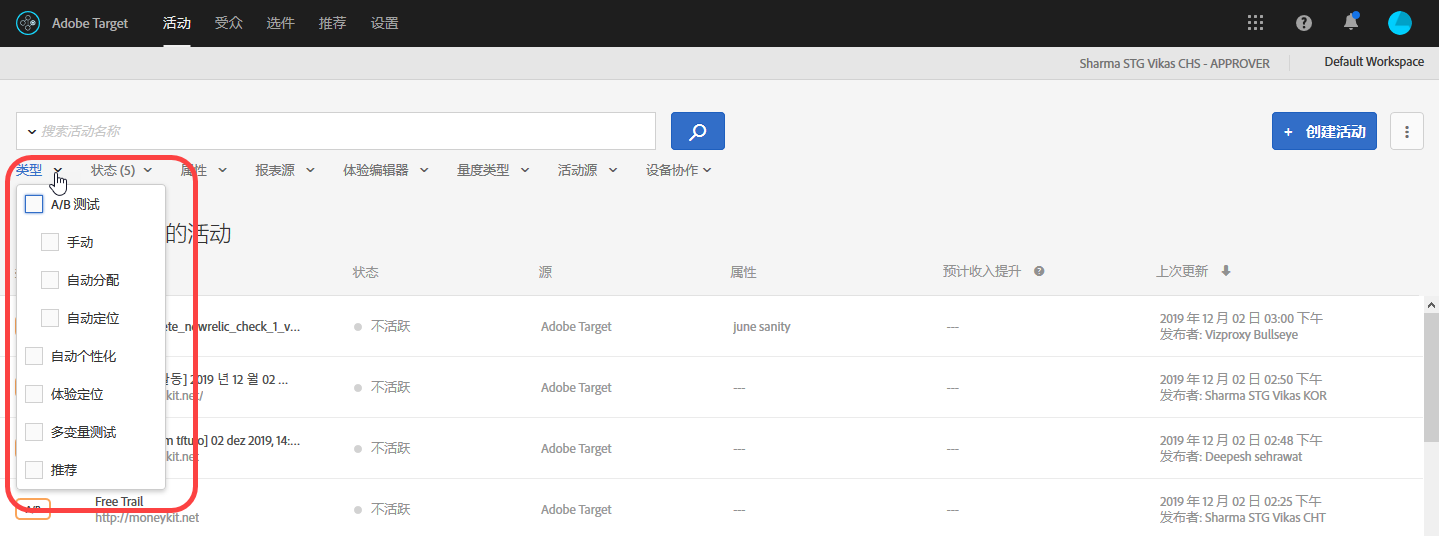 Adobe Target 活动 受众 选件 推荐 设置
Sharma STG Vikas CHS - APPROVER Default Workspace
搜索活动名称
+ 创建活动
类型 状态 (5) 属性 报表源 体验编辑器 量度类型 活动源 设备协作
A/B 测试
手动
自动分配
自动定位
自动个性化
体验定位
多变量测试
推荐
的活动
状态 源 属性 预计收入提升 上次更新
ete_newrelic_check_1_v... 不活跃 Adobe Target june sanity --- 2019 年 12 月 02 日 03:00 下午
发布者: Vizproxy Bullseye
동] 2019 년 12 월 02 ... 不活跃 Adobe Target --- --- 2019 年 12 月 02 日 02:50 下午
kit.net/ 发布者: Sharma STG Vikas KOR
m título] 02 dez 2019, 14:... 不活跃 Adobe Target --- --- 2019 年 12 月 02 日 02:48 下午
kit.net 发布者: Deepesh sehrawat
A/B Free Trail 不活跃 Adobe Target --- --- 2019 年 12 月 02 日 02:25 下午
http://moneykit.net 发布者: Sharma STG Vikas CHT